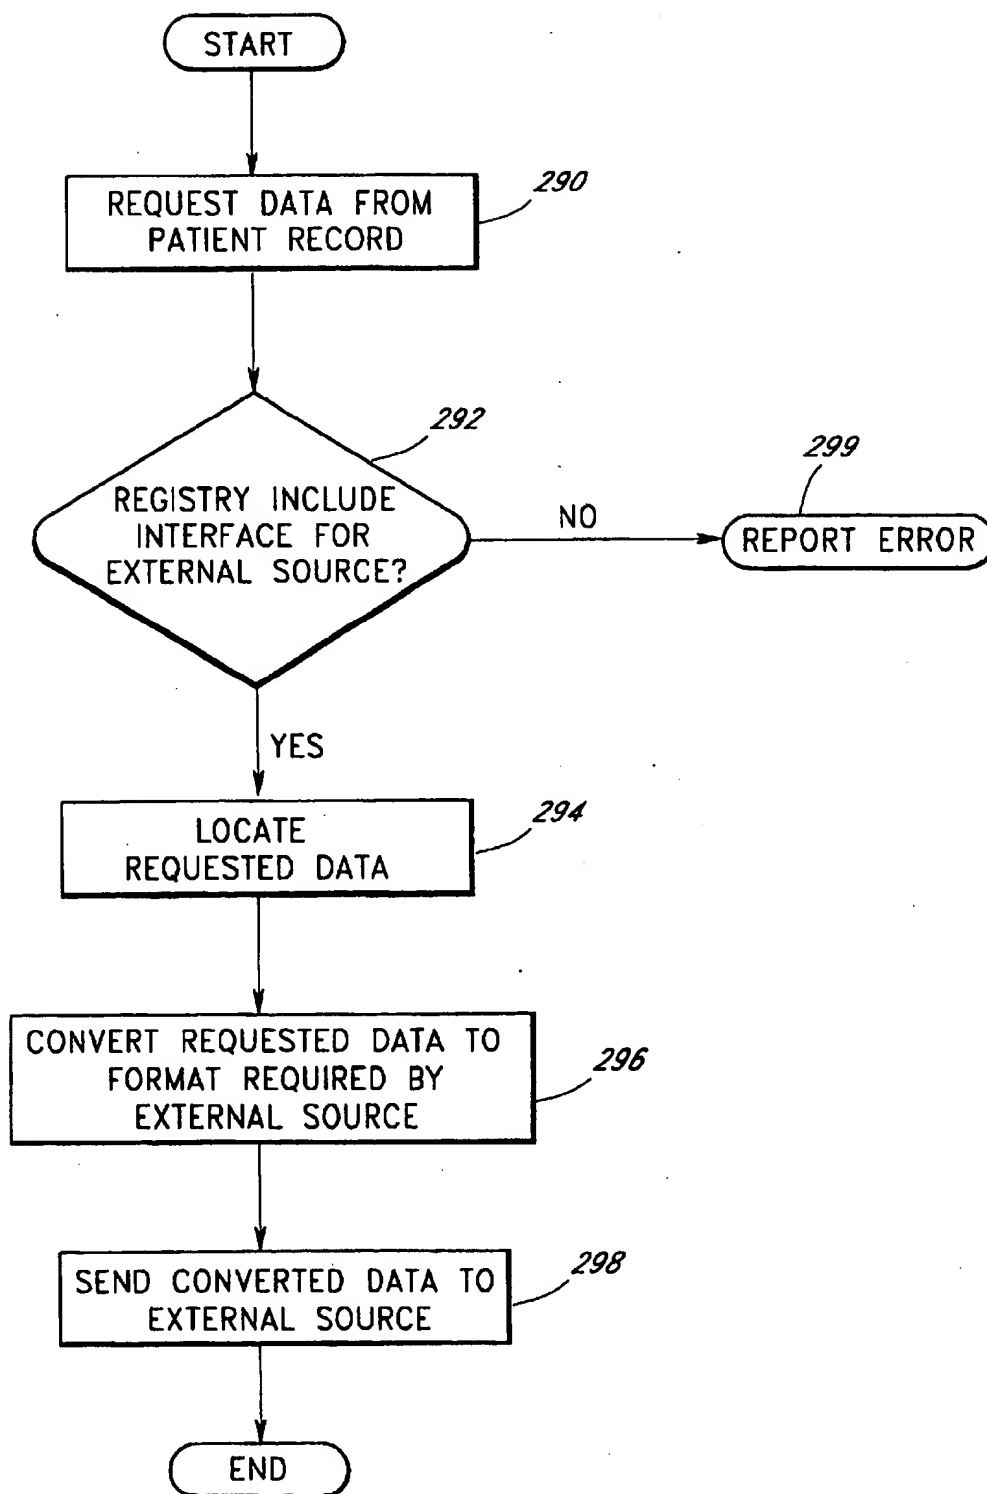 START
290
REQUEST DATA FROM
PATIENT RECORD
292
299
REGISTRY INCLUDE
INTERFACE FOR
EXTERNAL SOURCE?
NO
REPORT ERROR
YES
294
LOCATE
REQUESTED DATA
CONVERT REQUESTED DATA TO
FORMAT REQUIRED BY
EXTERNAL SOURCE
296
SEND CONVERTED DATA TO
EXTERNAL SOURCE
298
END